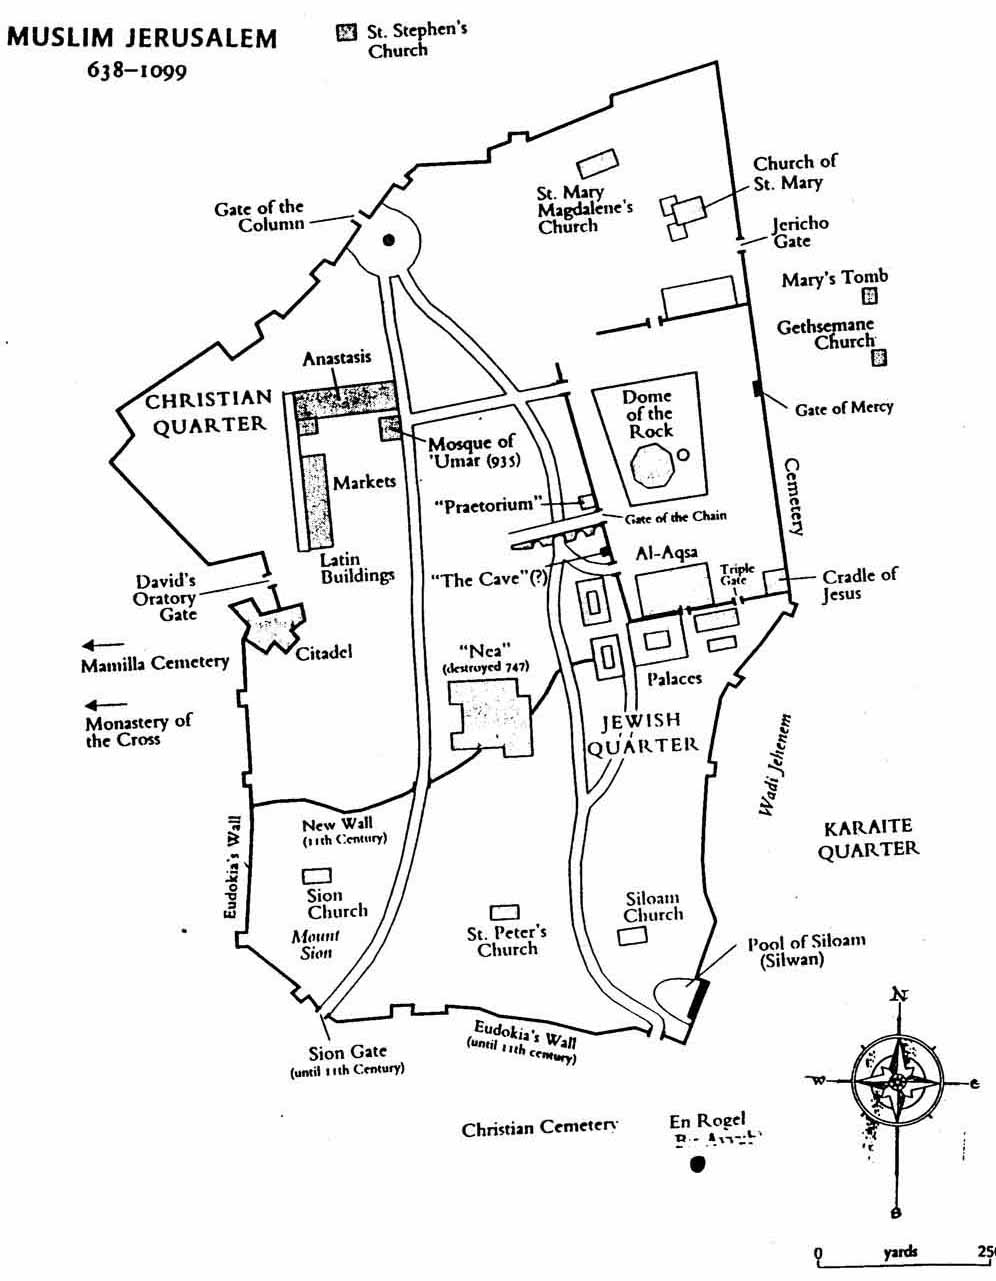 MUSLIM JERUSALEM
638–1099
St. Stephen's
Church
Church of
St. Mary
St. Mary
Magdalene's
Church
Gate of the
Column
Jericho
Gate
Mary's Tomb
Gethsemane
Church
Anastasis
CHRISTIAN
QUARTER
Dome
of the
Rock
Gate of Mercy
Mosque of
'Umar (935)
Markets
Cemetery
"Praetorium"
Gate of the Chain
Latin
Buildings
"The Cave"(?)
Al-Aqsa
Triple
Gate
Cradle of
Jesus
David's
Oratory
Gate
Citadel
Mamilla Cemetery
"Nea"
(destroyed 747)
Palaces
Monastery of
the Cross
JEWISH
QUARTER
Wadi Jehenem
New Wall
(11th Century)
KARAITE
QUARTER
Eudokia's Wall
Sion
Church
Mount
Sion
St. Peter's
Church
Siloam
Church
Pool of Siloam
(Silwan)
Sion Gate
(until 11th Century)
Eudokia's Wall
(until 11th century)
Christian Cemetery
En Rogel
N
W
E
S
0 yards 250